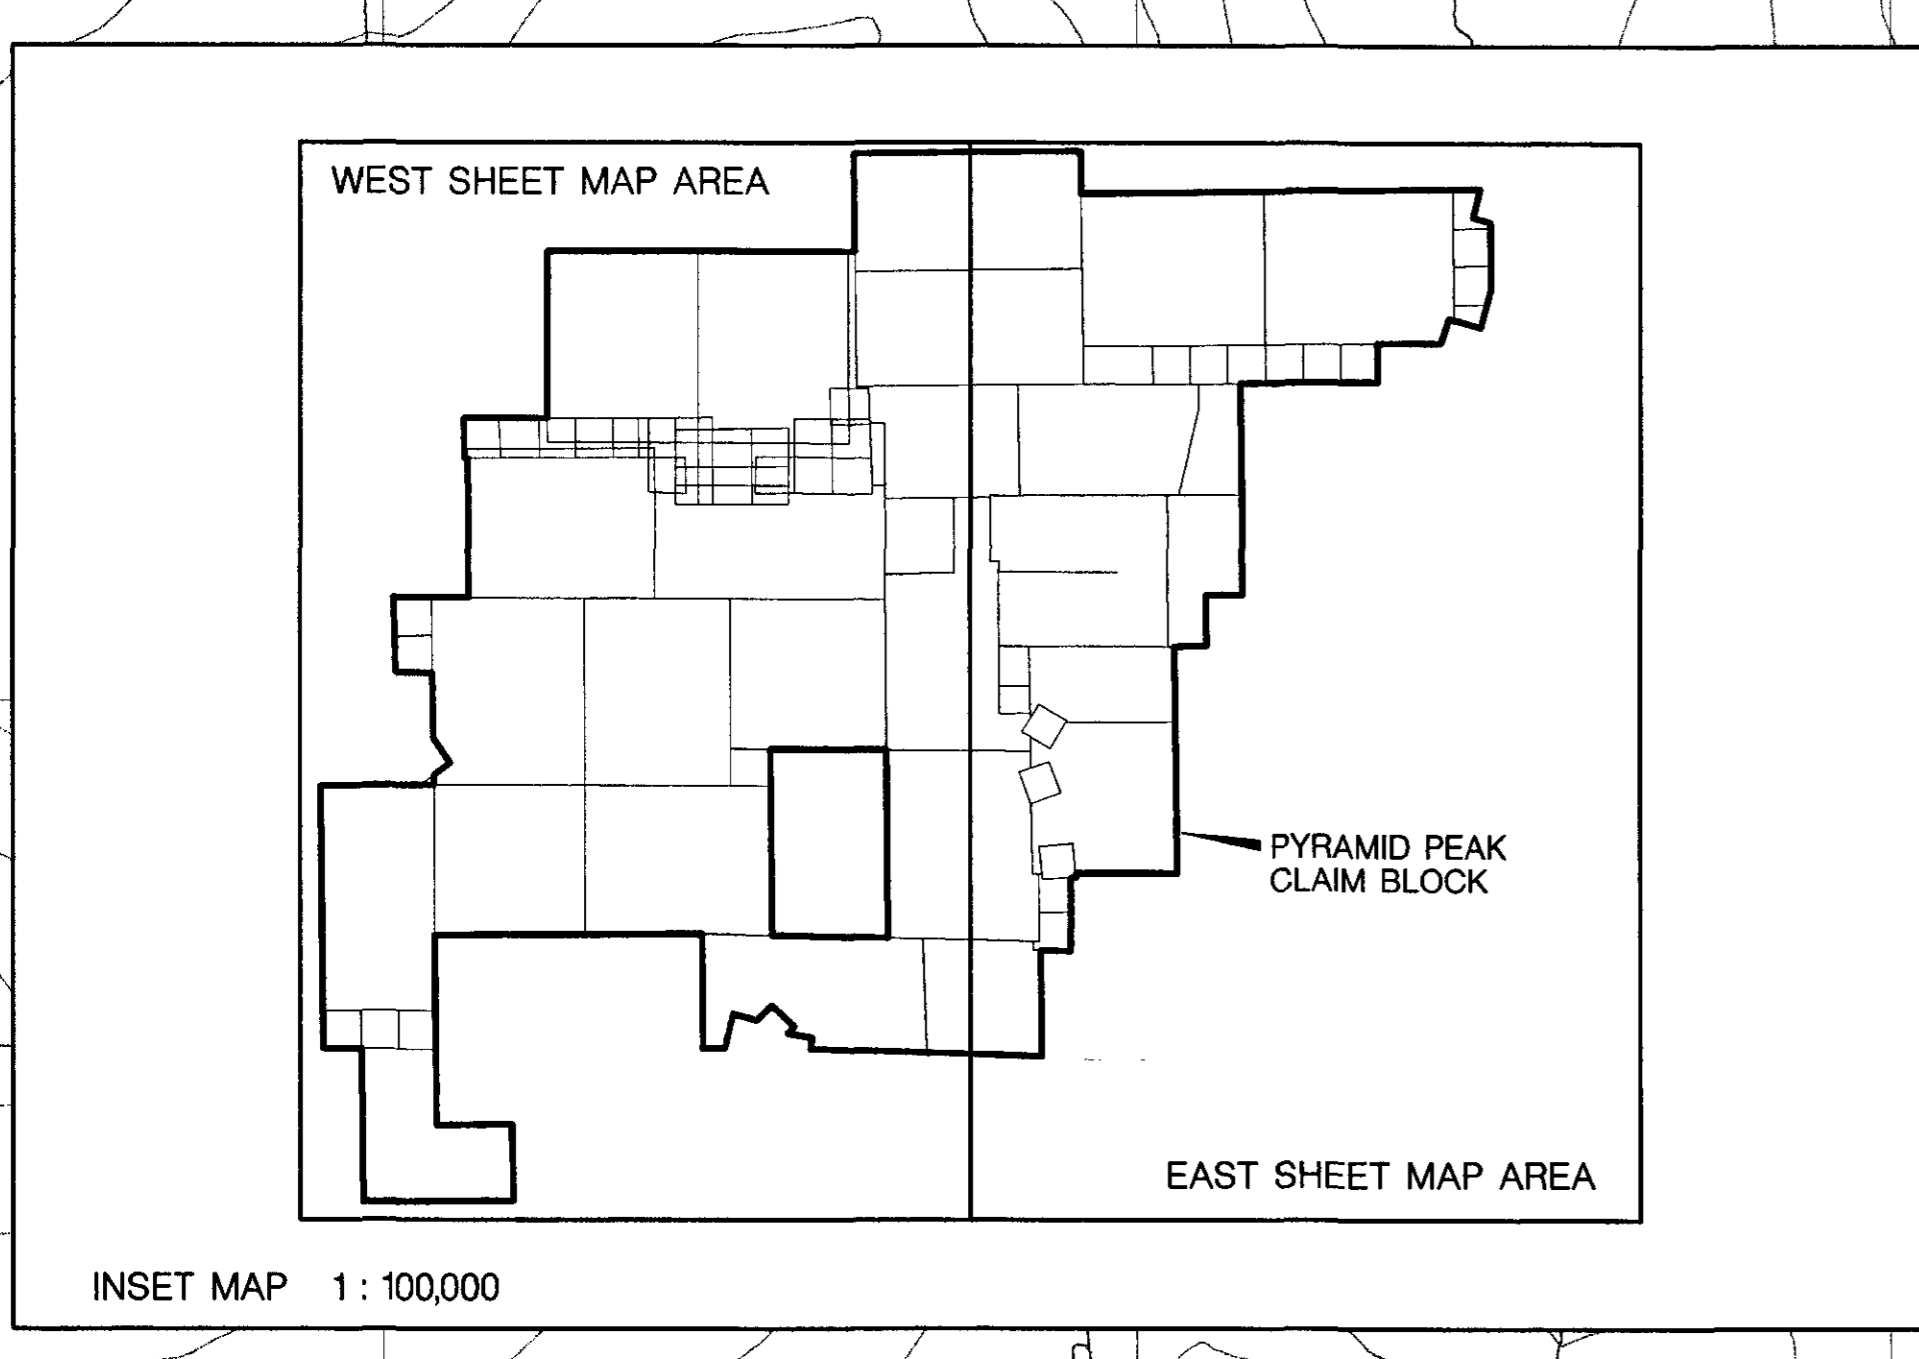 WEST SHEET MAP AREA
PYRAMID PEAK
CLAIM BLOCK
EAST SHEET MAP AREA
INSET MAP 1 : 100,000